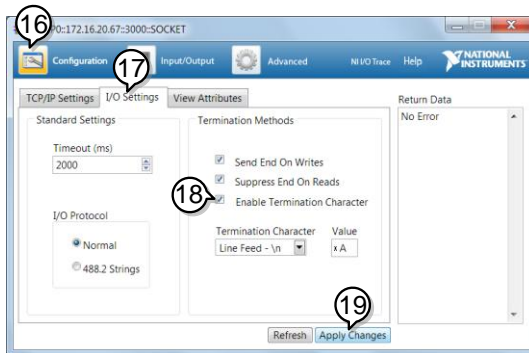 16
P0::172.16.20.67::3000::SOCKET
Configuration
17
Input/Output
Advanced
NI I/O Trace
Help
NATIONAL
INSTRUMENTS
TCP/IP Settings
I/O Settings
View Attributes
Return Data
Standard Settings
Termination Methods
No Error
Timeout (ms)
2000
Send End On Writes
Suppress End On Reads
18
Enable Termination Character
I/O Protocol
Termination Character
Value
Normal
Line Feed - \n
x A
488.2 Strings
19
Refresh
Apply Changes